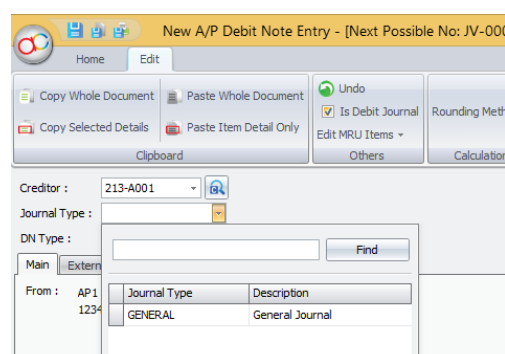 New A/P Debit Note Entry - [Next Possible No: JV-000
Home Edit
Copy Whole Document Paste Whole Document Undo
Is Debit Journal Rounding Meth
Copy Selected Details Paste Item Detail Only Edit MRU Items
Clipboard Others Calculation
Creditor : 213-A001
Journal Type :
DN Type : Find
Main Extern
From : AP1 Journal Type Description
1234 GENERAL General Journal